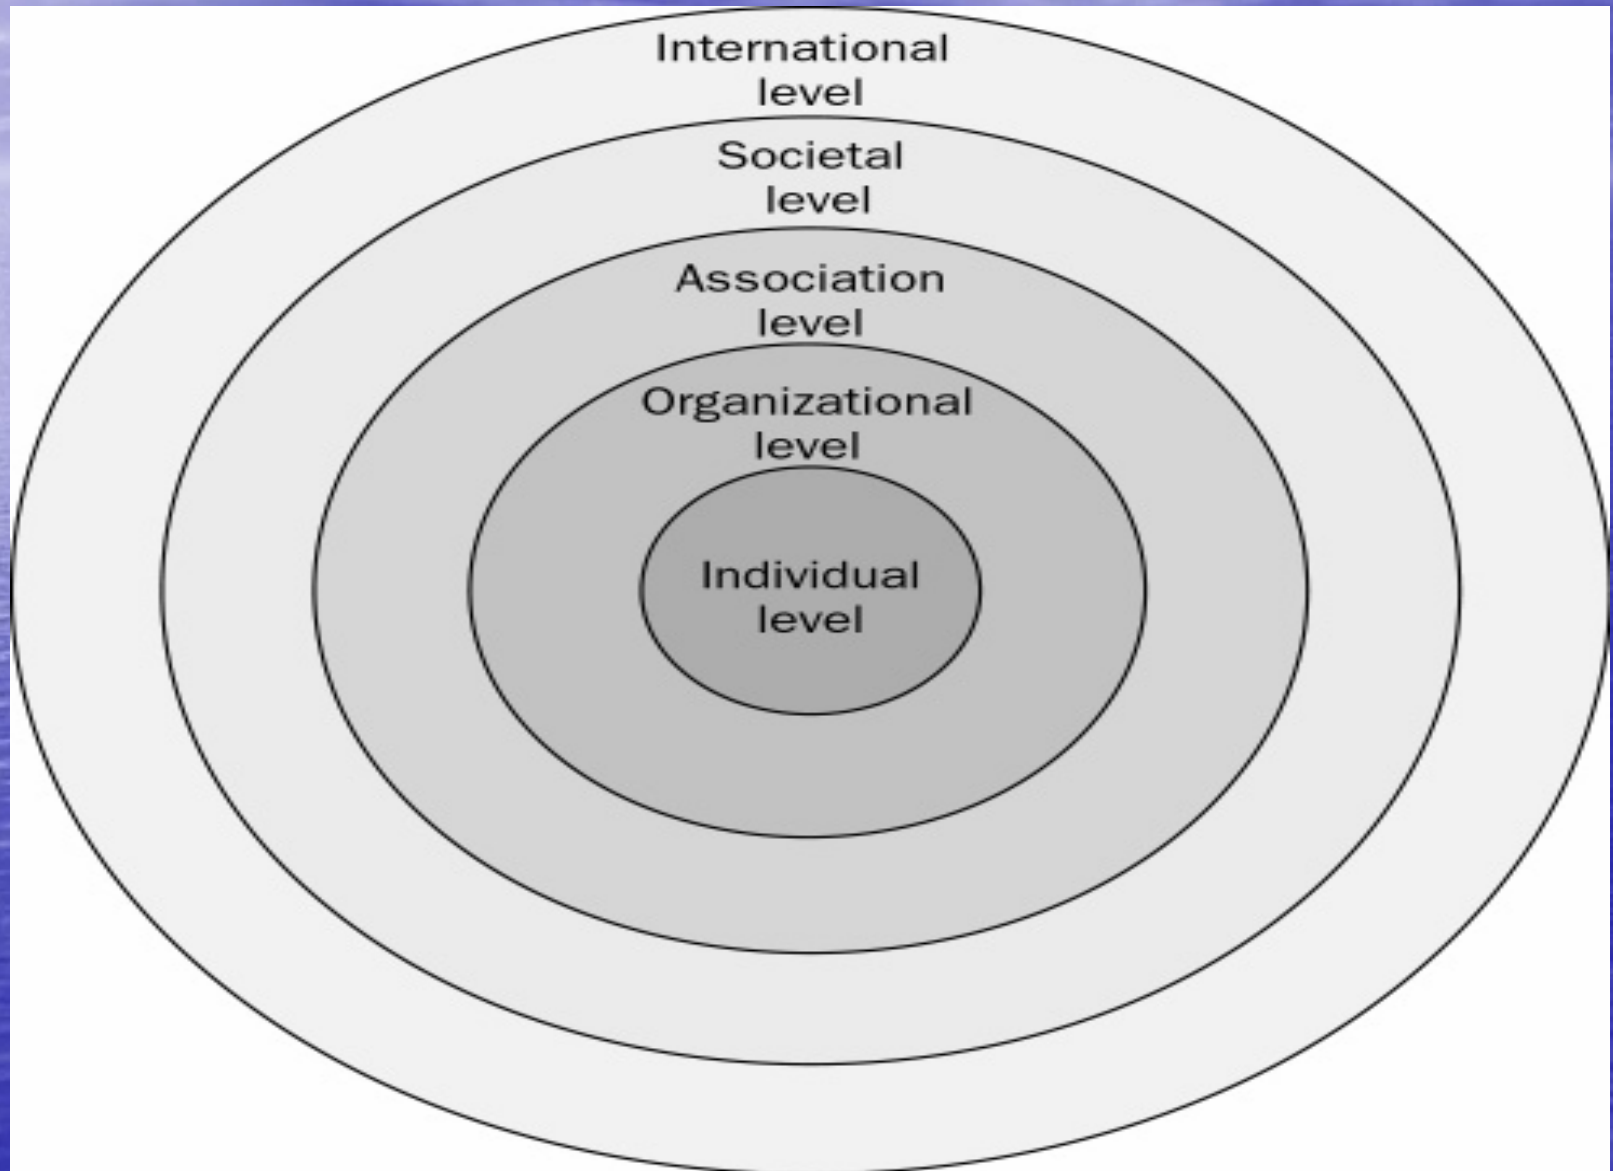 International
level
Societal
level
Association
level
Organizational
level
Individual
level